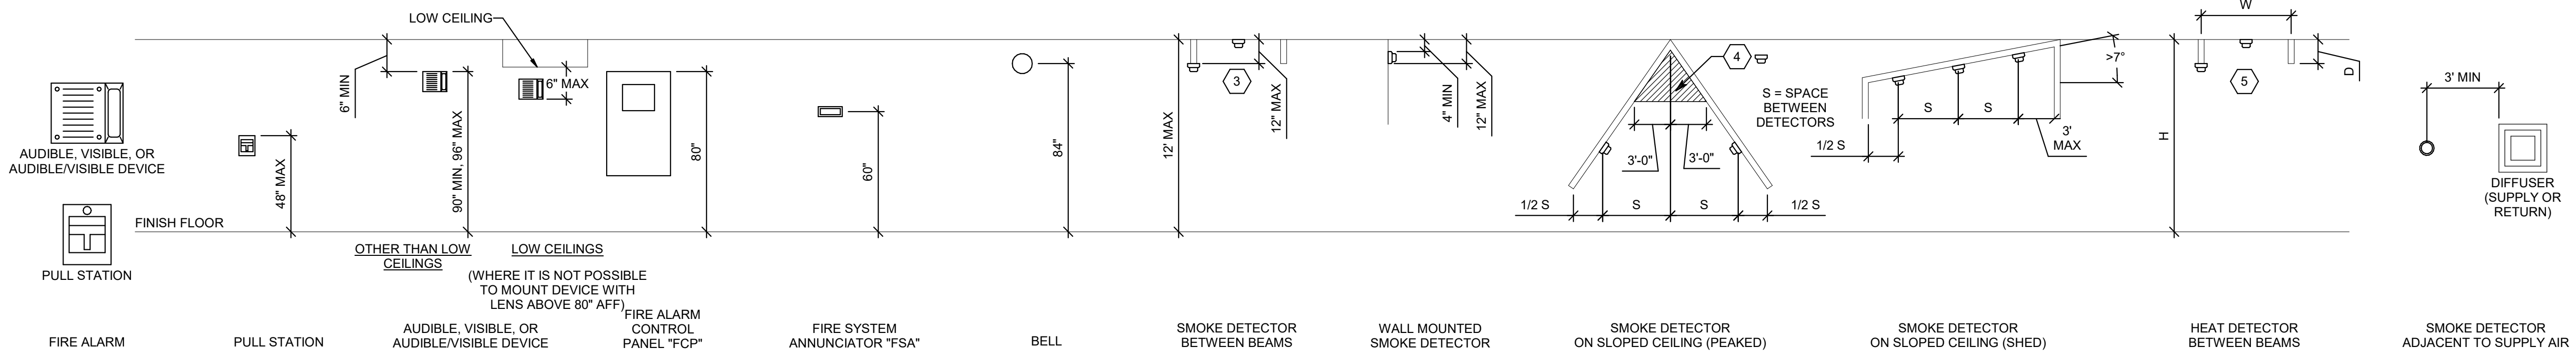 LOW CEILING
AUDIBLE, VISIBLE, OR
AUDIBLE/VISIBLE DEVICE
PULL STATION
FINISH FLOOR
48" MAX
6" MIN
90" MIN, 96" MAX
6" MAX
OTHER THAN LOW
CEILINGS
LOW CEILINGS
(WHERE IT IS NOT POSSIBLE
TO MOUNT DEVICE WITH
LENS ABOVE 80" AFF)
80"
60"
84"
12' MAX
3
12" MAX
4" MIN
12" MAX
4
3'-0"
3'-0"
1/2 S
S
S
1/2 S
S = SPACE
BETWEEN
DETECTORS
>7°
S
S
1/2 S
3'
MAX
H
W
5
D
3' MIN
DIFFUSER
(SUPPLY OR
RETURN)
FIRE ALARM
PULL STATION
AUDIBLE, VISIBLE, OR
AUDIBLE/VISIBLE DEVICE
FIRE ALARM
CONTROL
PANEL "FCP"
FIRE SYSTEM
ANNUNCIATOR "FSA"
BELL
SMOKE DETECTOR
BETWEEN BEAMS
WALL MOUNTED
SMOKE DETECTOR
SMOKE DETECTOR
ON SLOPED CEILING (PEAKED)
SMOKE DETECTOR
ON SLOPED CEILING (SHED)
HEAT DETECTOR
BETWEEN BEAMS
SMOKE DETECTOR
ADJACENT TO SUPPLY AIR